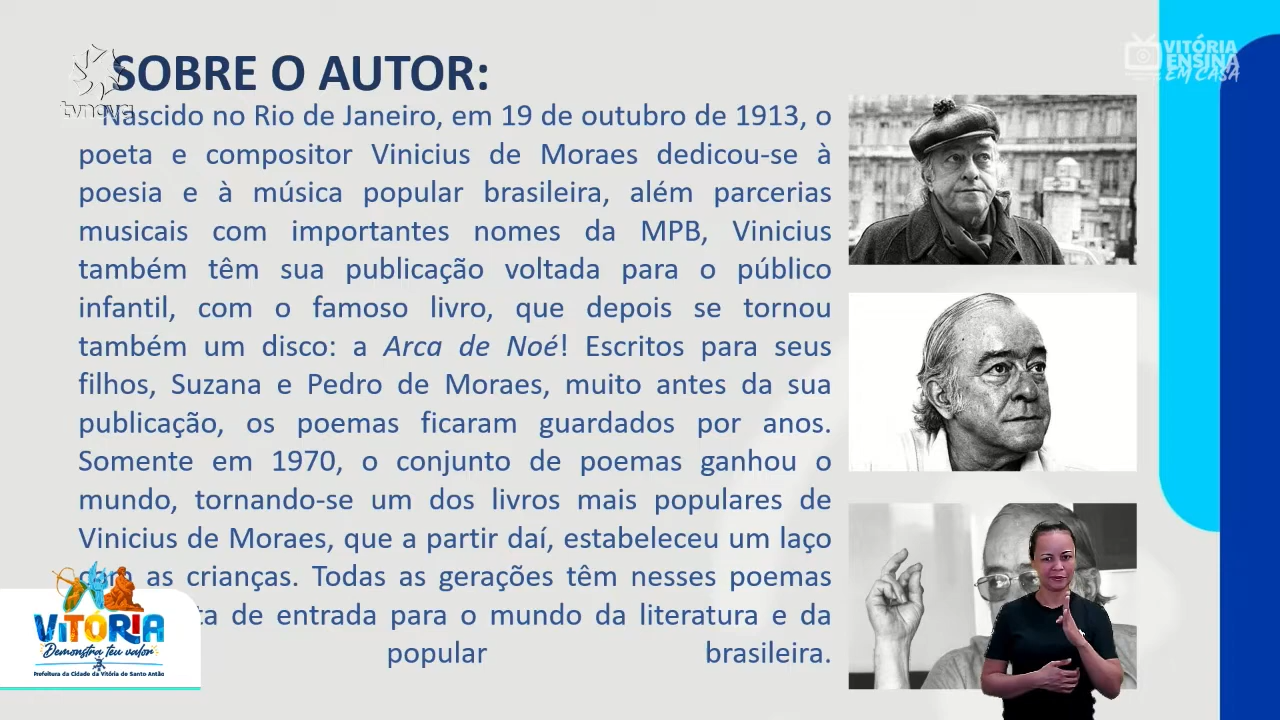 SOBRE O AUTOR:
Nascido no Rio de Janeiro, em 19 de outubro de 1913, o
poeta e compositor Vinicius de Moraes dedicou-se à
poesia e à música popular brasileira, além parcerias
musicais com importantes nomes da MPB, Vinicius
também têm sua publicação voltada para o público
infantil, com o famoso livro, que depois se tornou
também um disco: a Arca de Noé! Escritos para seus
filhos, Suzana e Pedro de Moraes, muito antes da sua
publicação, os poemas ficaram guardados por anos.
Somente em 1970, o conjunto de poemas ganhou o
mundo, tornando-se um dos livros mais populares de
Vinicius de Moraes, que a partir daí, estabeleceu um laço
as crianças. Todas as gerações têm nesses poemas
de entrada para o mundo da literatura e da
popular brasileira.
tvnova
VITÓRIA
ENSINA
EM CASA
VITÓRIA
Demonstra teu valor
Prefeitura da Cidade da Vitória de Santo Antão